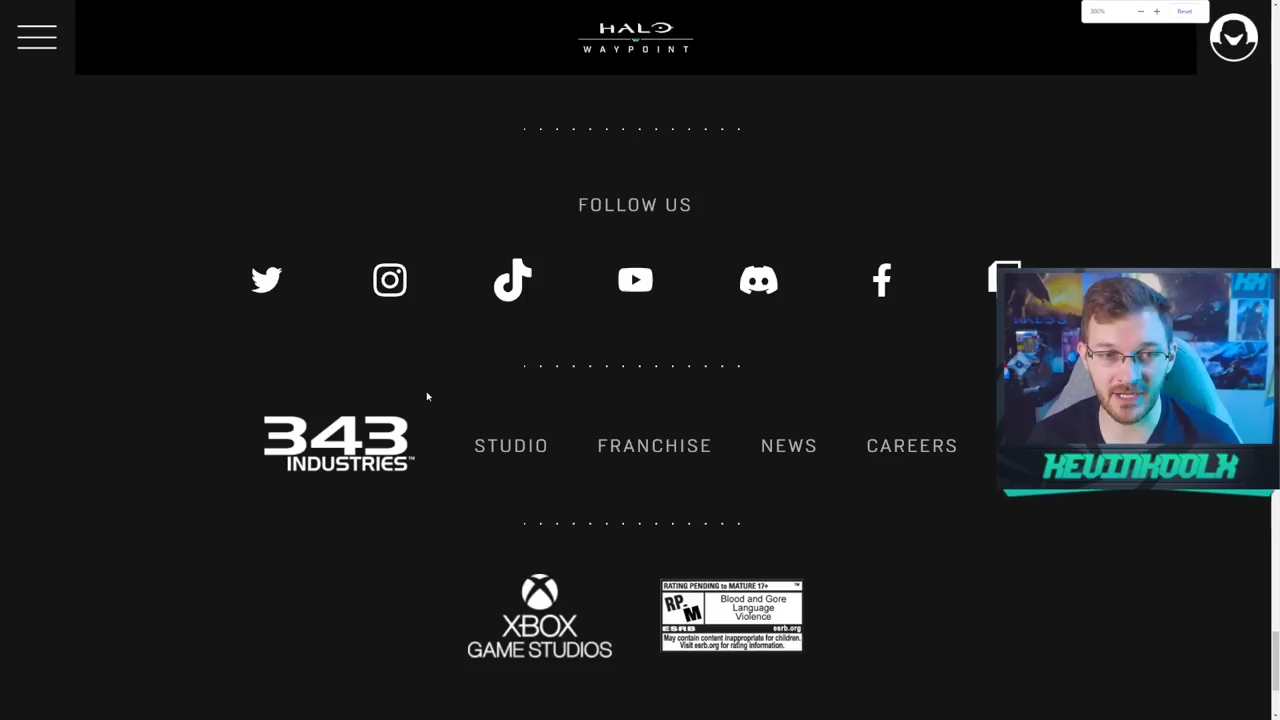 300%
Reset
HALO
WAYPOINT
FOLLOW US
343
INDUSTRIES™
STUDIO
FRANCHISE
NEWS
CAREERS
KEVINKOOLX
XBOX
GAME STUDIOS
RATING PENDING to MATURE 17+ ™
RP-M
Blood and Gore
Language
Violence
ESRB
esrb.org
May contain content inappropriate for children.
Visit esrb.org for rating information.